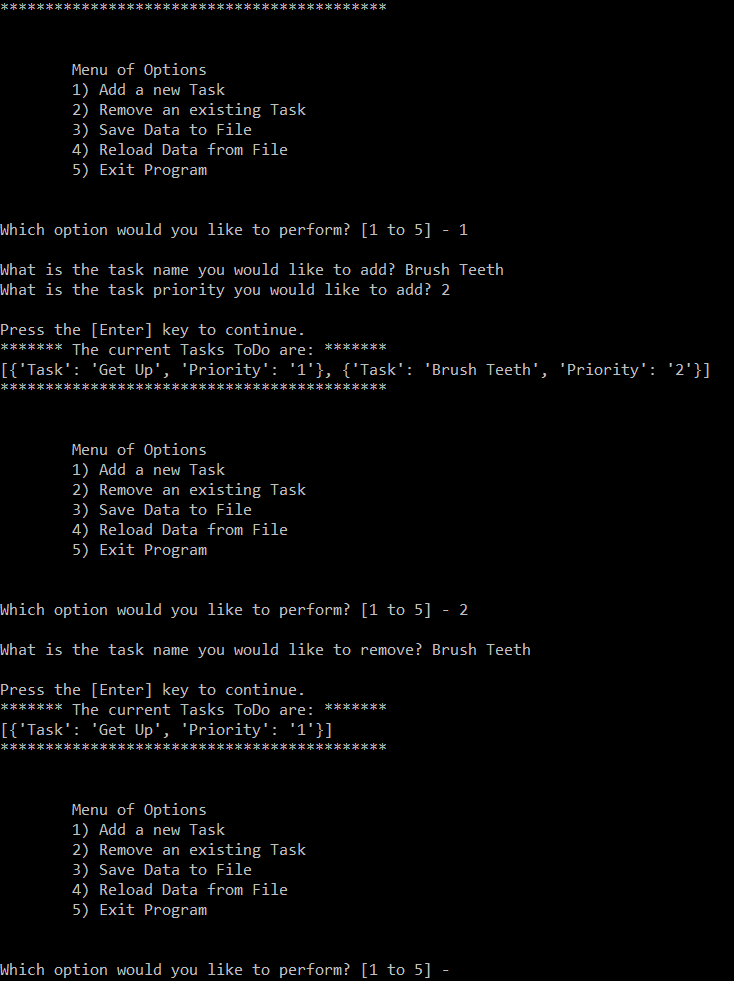 *******************************************
Menu of Options
1) Add a new Task
2) Remove an existing Task
3) Save Data to File
4) Reload Data from File
5) Exit Program
Which option would you like to perform? [1 to 5] - 1
What is the task name you would like to add? Brush Teeth
What is the task priority you would like to add? 2
Press the [Enter] key to continue.
******* The current Tasks ToDo are: *******
[{'Task': 'Get Up', 'Priority': '1'}, {'Task': 'Brush Teeth', 'Priority': '2'}]
*******************************************
Menu of Options
1) Add a new Task
2) Remove an existing Task
3) Save Data to File
4) Reload Data from File
5) Exit Program
Which option would you like to perform? [1 to 5] - 2
What is the task name you would like to remove? Brush Teeth
Press the [Enter] key to continue.
******* The current Tasks ToDo are: *******
[{'Task': 'Get Up', 'Priority': '1'}]
*******************************************
Menu of Options
1) Add a new Task
2) Remove an existing Task
3) Save Data to File
4) Reload Data from File
5) Exit Program
Which option would you like to perform? [1 to 5] -